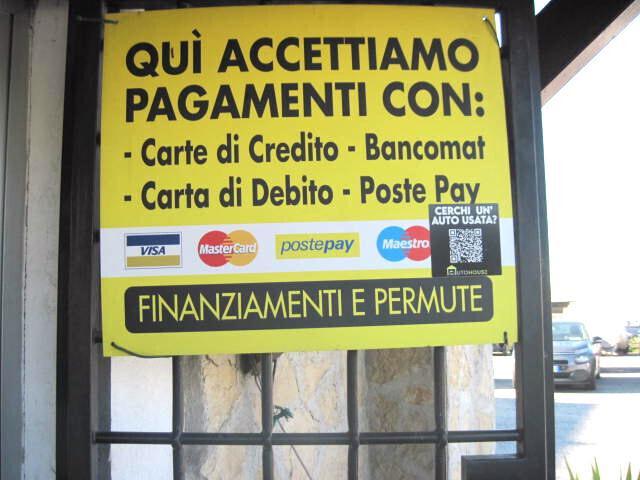 QUÌ ACCETTIAMO
PAGAMENTI CON:
- Carte di Credito - Bancomat
- Carta di Debito - Poste Pay
CERCHI UN'
AUTO USATA?
VISA MasterCard postepay Maestro
AUTOHOUSE
FINANZIAMENTI E PERMUTE